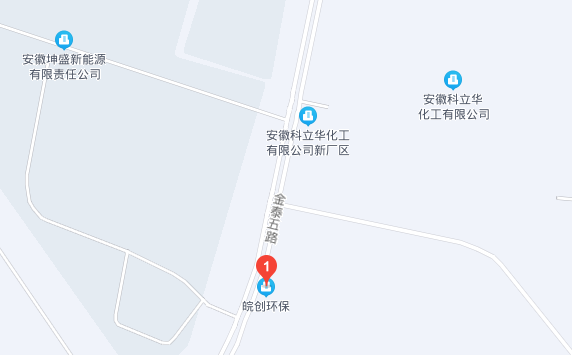 安徽坤盛新能源
有限责任公司
安徽科立华
化工有限公司
安徽科立华化工
有限公司新厂区
金泰五路
1
皖创环保